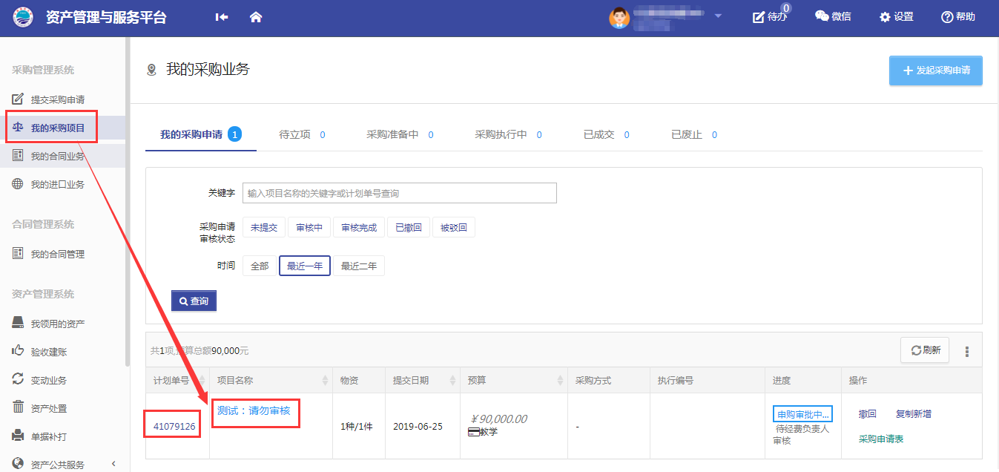 资产管理与服务平台
待办 0
微信
设置
帮助
采购管理系统
提交采购申请
我的采购项目
我的合同业务
我的进口业务
合同管理系统
我的合同管理
资产管理系统
我领用的资产
验收建账
变动业务
资产处置
单据补打
资产公共服务
我的采购业务
发起采购申请
我的采购申请 1 待立项 0 采购准备中 0 采购执行中 0 已成交 0 已废止 0
关键字 输入项目名称的关键字或计划单号查询
采购申请 未提交 审核中 审核完成 已撤回 被驳回
审核状态
时间 全部 最近一年 最近二年
查询
共1项,预算总额90,000元 刷新
计划单号 项目名称 物资 提交日期 预算 采购方式 执行编号 进度 操作
41079126 测试：请勿审核 1种/1件 2019-06-25 ￥90,000.00 - 申购审批中... 撤回 复制新增
教学 待经费负责人
审核 采购申请表